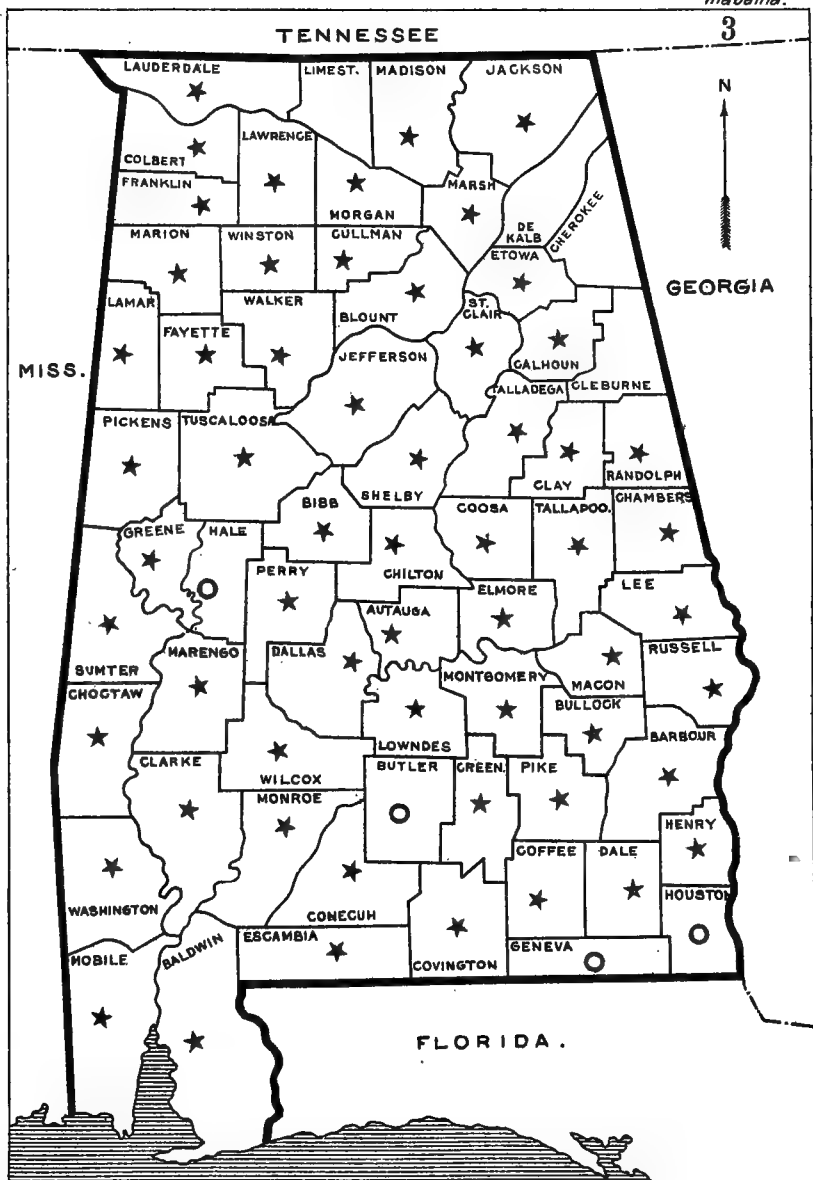 Alabama.
TENNESSEE
3
LAUDERDALE
LIMEST.
MADISON
JACKSON
N
LAWRENCE
COLBERT
FRANKLIN
MORGAN
MARSH
CHEROKEE
DE
KALB
MARION
WINSTON
CULLMAN
ETOWA
GEORGIA
LAMAR
WALKER
BLOUNT
ST.
CLAIR
FAYETTE
JEFFERSON
CALHOUN
MISS.
TALLADEGA
CLEBURNE
PICKENS
TUSCALOOSA
RANDOLPH
CLAY
SHELBY
CHAMBERS
BIBB
COOSA
TALLAPOO.
GREENE
HALE
PERRY
CHILTON
LEE
ELMORE
AUTAUGA
SUMTER
MARENGO
DALLAS
MONTGOMERY
RUSSELL
MACON
CHOCTAW
BULLOCK
BARBOUR
LOWNDES
CLARKE
WILCOX
BUTLER
GREEN.
PIKE
MONROE
HENRY
COFFEE
DALE
HOUSTON
WASHINGTON
CONECUH
ESCAMBIA
BALDWIN
MOBILE
COVINGTON
GENEVA
FLORIDA.